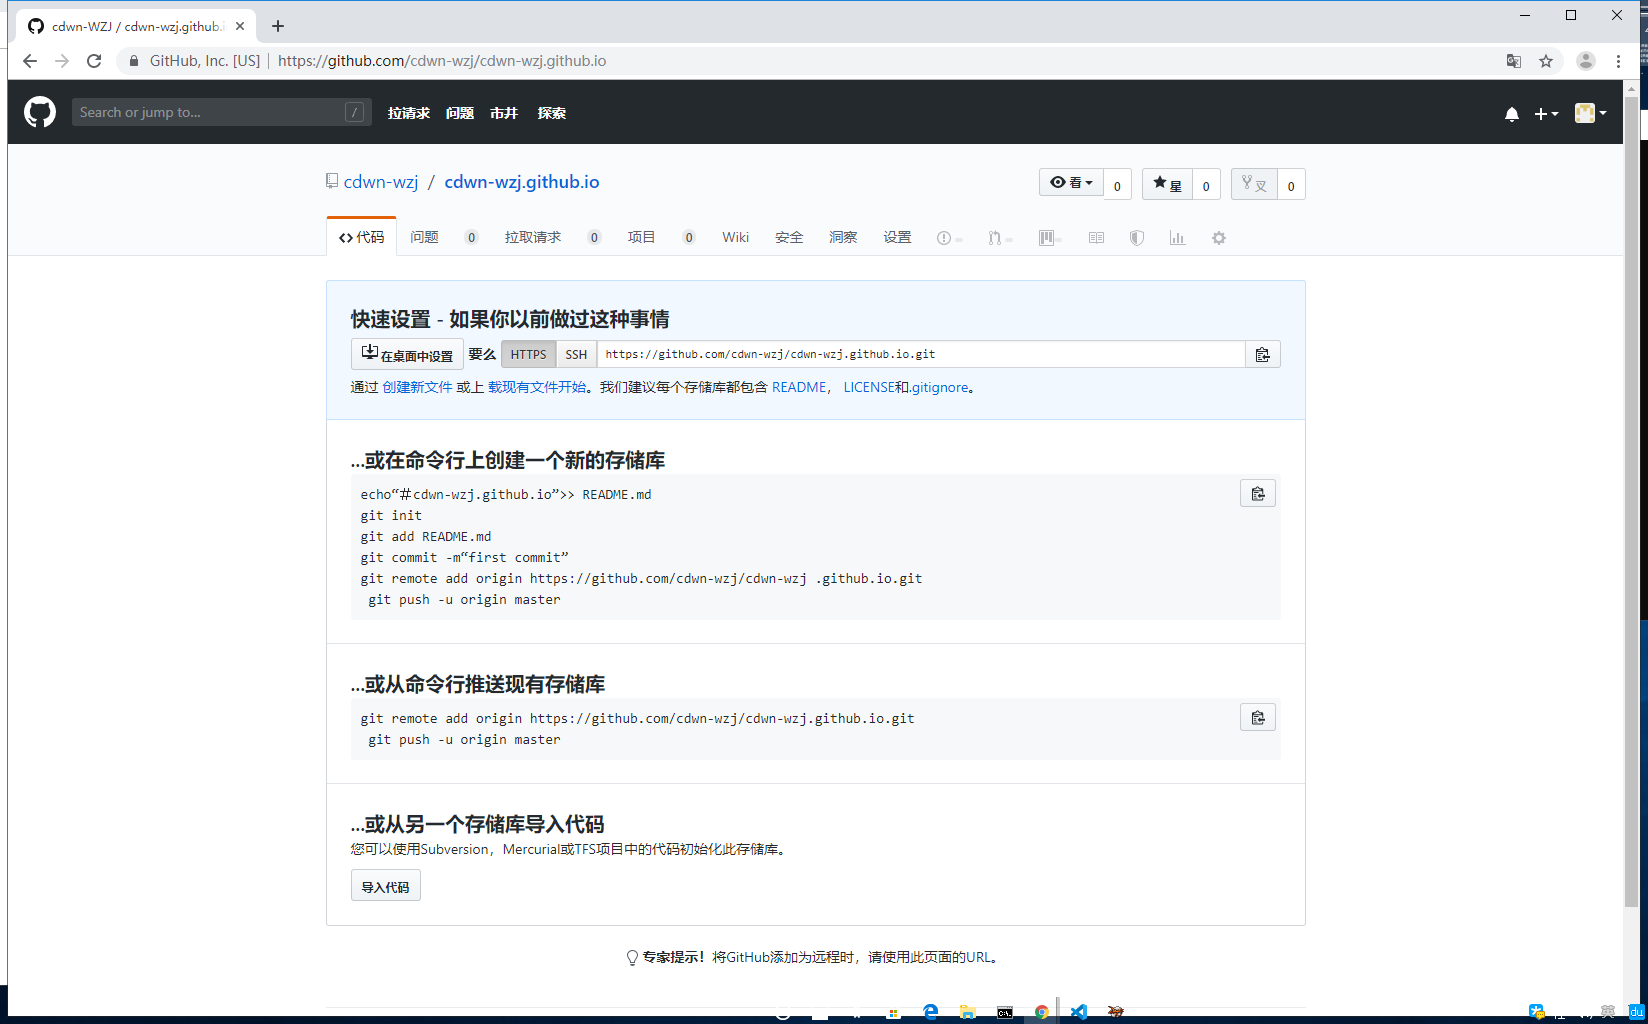 cdwn-WZJ / cdwn-wzj.github.i
GitHub, Inc. [US] | https://github.com/cdwn-wzj/cdwn-wzj.github.io
Search or jump to... /
拉请求 问题 市井 探索
cdwn-wzj / cdwn-wzj.github.io
看 0 星 0 叉 0
代码 问题 0 拉取请求 0 项目 0 Wiki 安全 洞察 设置
快速设置 - 如果你以前做过这种事情
在桌面中设置 要么 HTTPS SSH https://github.com/cdwn-wzj/cdwn-wzj.github.io.git
通过 创建新文件 或上 载现有文件开始。我们建议每个存储库都包含 README， LICENSE和.gitignore。
...或在命令行上创建一个新的存储库
echo“＃cdwn-wzj.github.io”>> README.md
git init
git add README.md
git commit -m“first commit”
git remote add origin https://github.com/cdwn-wzj/cdwn-wzj .github.io.git
git push -u origin master
...或从命令行推送现有存储库
git remote add origin https://github.com/cdwn-wzj/cdwn-wzj.github.io.git
git push -u origin master
...或从另一个存储库导入代码
您可以使用Subversion，Mercurial或TFS项目中的代码初始化此存储库。
导入代码
专家提示！将GitHub添加为远程时，请使用此页面的URL。
英 du